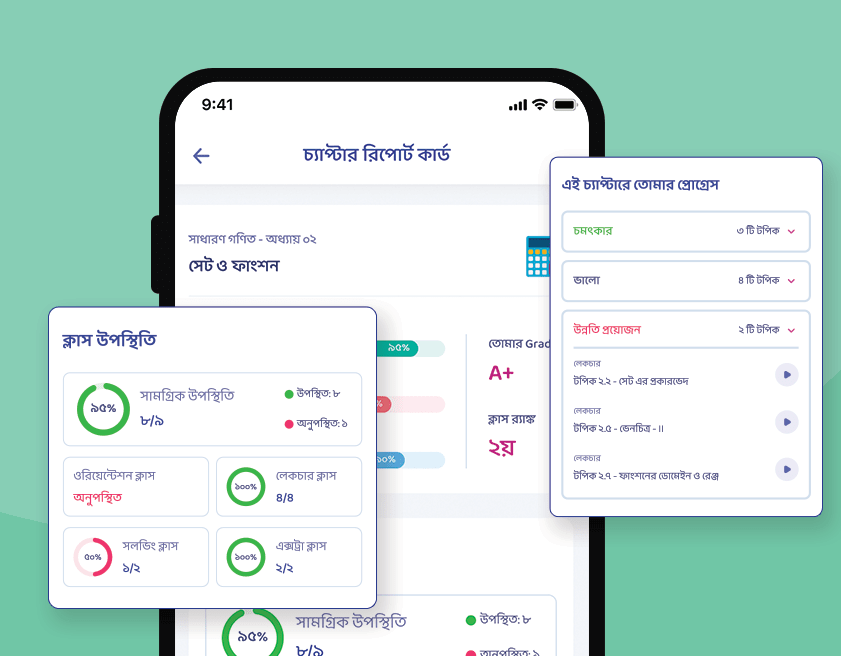 9:41
চ্যাপ্টার রিপোর্ট কার্ড
সাধারণ গণিত - অধ্যায় ০২
সেট ও ফাংশন
৯৫%
তোমার Grad
A+
ক্লাস র‍্যাঙ্ক
২য়
ক্লাস উপস্থিতি
৯৫%
সামগ্রিক উপস্থিতি
৮/৯
উপস্থিত: ৮
অনুপস্থিত: ১
ওরিয়েন্টেশন ক্লাস
অনুপস্থিত
১০০%
লেকচার ক্লাস
৪/৪
৫০%
সলভিং ক্লাস
১/২
১০০%
এক্সট্রা ক্লাস
২/২
এই চ্যাপ্টারে তোমার প্রোগ্রেস
চমৎকার
৩ টি টপিক
ভালো
৪ টি টপিক
উন্নতি প্রয়োজন
২ টি টপিক
লেকচার
টপিক ২.২ - সেট এর প্রকারভেদ
লেকচার
টপিক ২.৫ - ভেনচিত্র - II
লেকচার
টপিক ২.৭ - ফাংশনের ডোমেইন ও রেঞ্জ
৯৫%
সামগ্রিক উপস্থিতি
৮/৯
উপস্থিত: ৮
অনুপস্থিত: ১